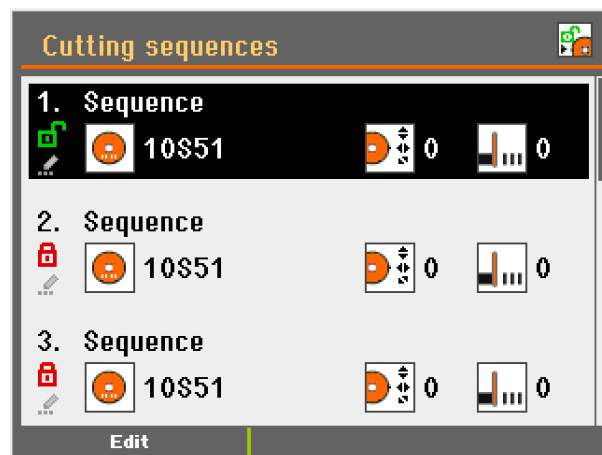 Cutting sequences
1. Sequence
10S51 0 0
2. Sequence
10S51 0 0
3. Sequence
10S51 0 0
Edit